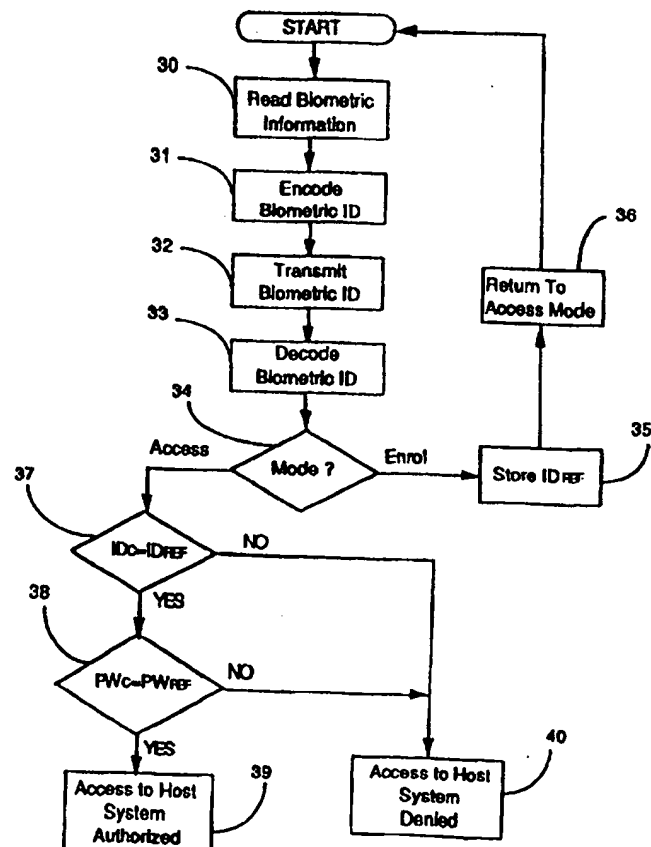 START
30
Read Biometric
Information
31
Encode
Biometric ID
32
Transmit
Biometric ID
36
Return To
Access Mode
33
Decode
Biometric ID
34
Access
Mode ?
Enrol
Store IDREF
35
37
IDC=IDREF
NO
YES
38
PWC=PWREF
NO
YES
Access to Host
System
Authorized
39
Access to Host
System
Denied
40